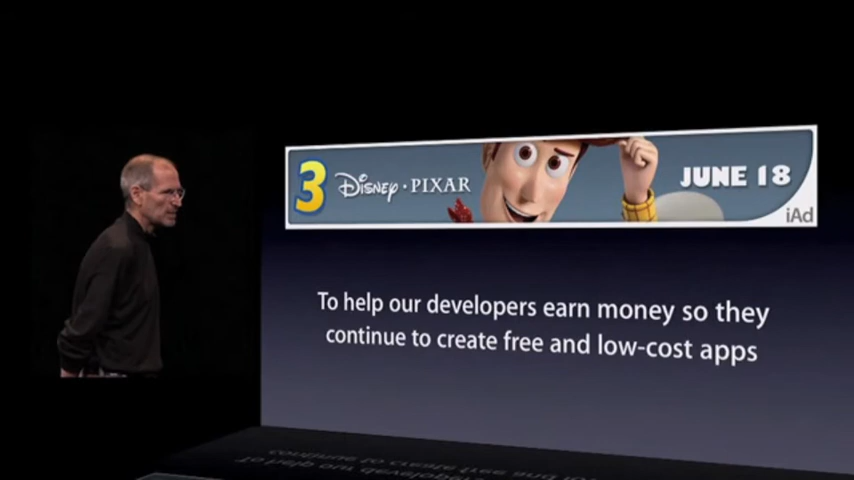 3 Disney · PIXAR JUNE 18
iAd
To help our developers earn money so they
continue to create free and low-cost apps